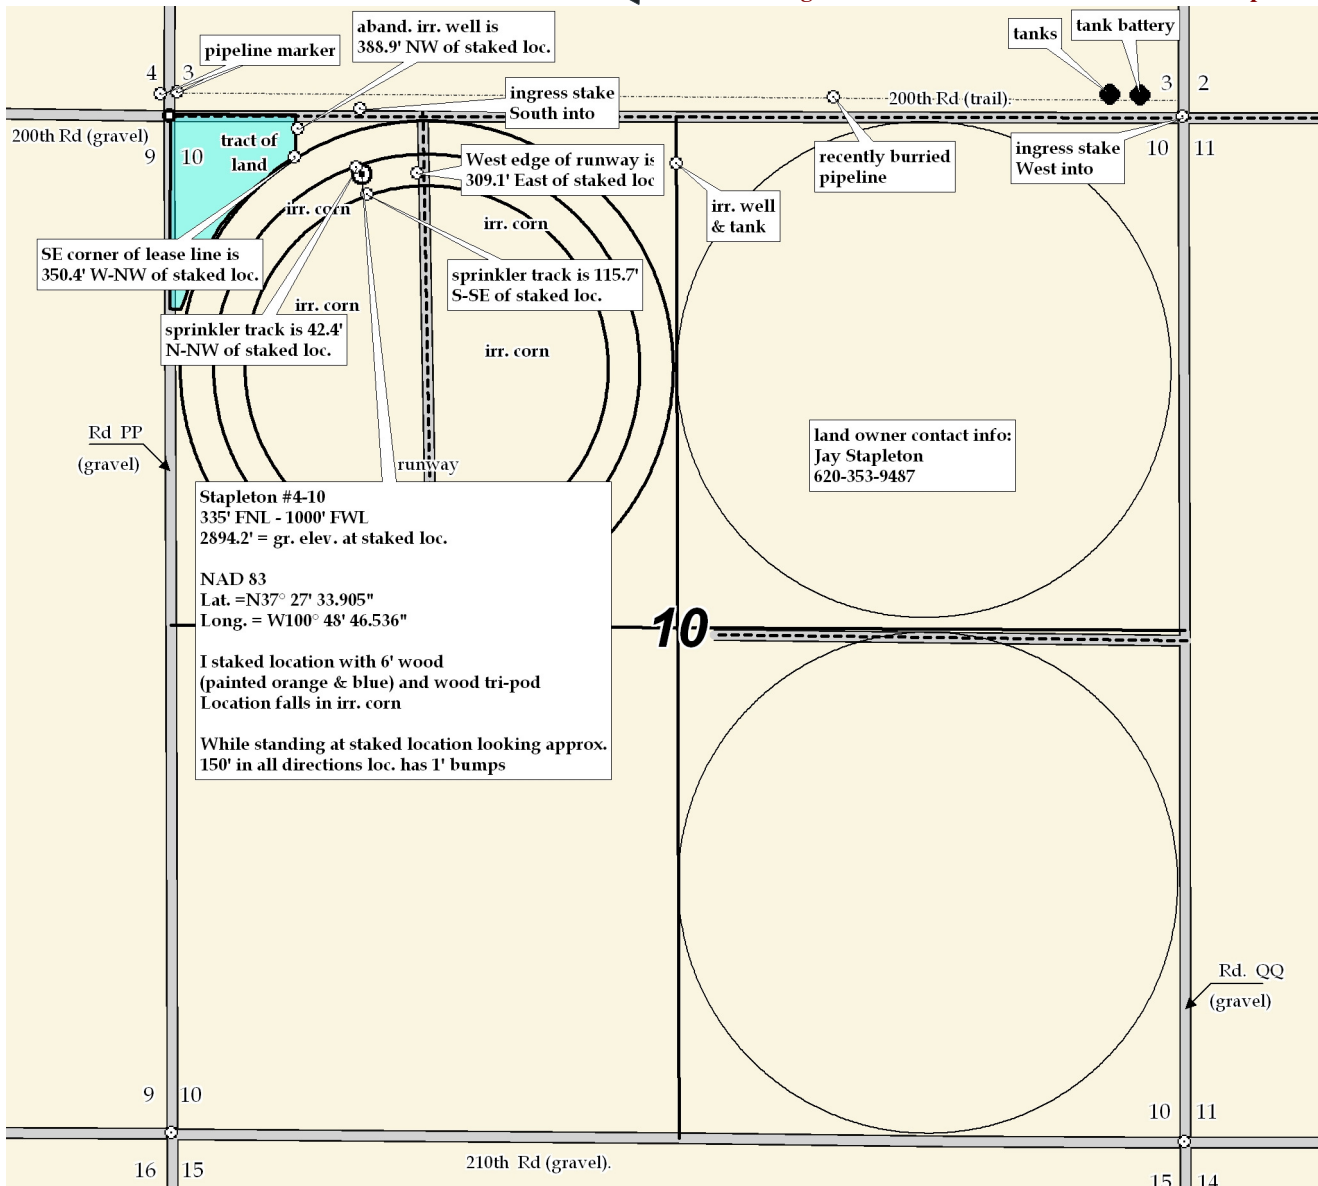 aband. irr. well is
388.9' NW of staked loc.
pipeline marker
tanks
tank battery
4
3
3
2
ingress stake
South into
200th Rd (trail).
200th Rd (gravel)
9
10
tract of
land
West edge of runway is
309.1' East of staked loc
recently burried
pipeline
ingress stake
West into
10
11
irr. corn
irr. corn
irr. well
& tank
SE corner of lease line is
350.4' W-NW of staked loc.
sprinkler track is 115.7'
S-SE of staked loc.
irr. corn
sprinkler track is 42.4'
N-NW of staked loc.
irr. corn
Rd PP
(gravel)
runway
land owner contact info:
Jay Stapleton
620-353-9487
Stapleton #4-10
335' FNL - 1000' FWL
2894.2' = gr. elev. at staked loc.
NAD 83
Lat. =N37° 27' 33.905"
Long. = W100° 48' 46.536"
I staked location with 6' wood
(painted orange & blue) and wood tri-pod
Location falls in irr. corn
While standing at staked location looking approx.
150' in all directions loc. has 1' bumps
10
Rd. QQ
(gravel)
9
10
10
11
210th Rd (gravel).
16
15
15
14